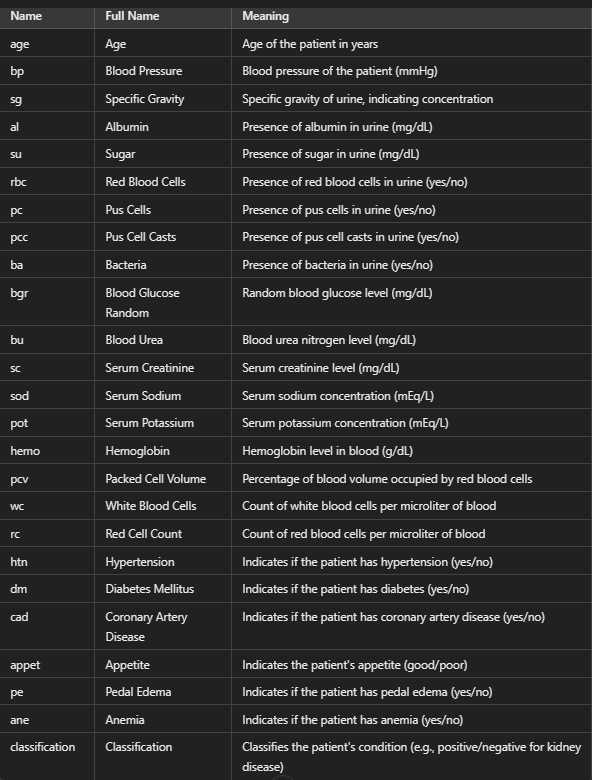 Name Full Name Meaning
age Age Age of the patient in years
bp Blood Pressure Blood pressure of the patient (mmHg)
sg Specific Gravity Specific gravity of urine, indicating concentration
al Albumin Presence of albumin in urine (mg/dL)
su Sugar Presence of sugar in urine (mg/dL)
rbc Red Blood Cells Presence of red blood cells in urine (yes/no)
pc Pus Cells Presence of pus cells in urine (yes/no)
pcc Pus Cell Casts Presence of pus cell casts in urine (yes/no)
ba Bacteria Presence of bacteria in urine (yes/no)
bgr Blood Glucose Random blood glucose level (mg/dL)
Random
bu Blood Urea Blood urea nitrogen level (mg/dL)
sc Serum Creatinine Serum creatinine level (mg/dL)
sod Serum Sodium Serum sodium concentration (mEq/L)
pot Serum Potassium Serum potassium concentration (mEq/L)
hemo Hemoglobin Hemoglobin level in blood (g/dL)
pcv Packed Cell Volume Percentage of blood volume occupied by red blood cells
wc White Blood Cells Count of white blood cells per microliter of blood
rc Red Cell Count Count of red blood cells per microliter of blood
htn Hypertension Indicates if the patient has hypertension (yes/no)
dm Diabetes Mellitus Indicates if the patient has diabetes (yes/no)
cad Coronary Artery Indicates if the patient has coronary artery disease (yes/no)
Disease
appet Appetite Indicates the patient's appetite (good/poor)
pe Pedal Edema Indicates if the patient has pedal edema (yes/no)
ane Anemia Indicates if the patient has anemia (yes/no)
classification Classification Classifies the patient's condition (e.g., positive/negative for kidney
disease)